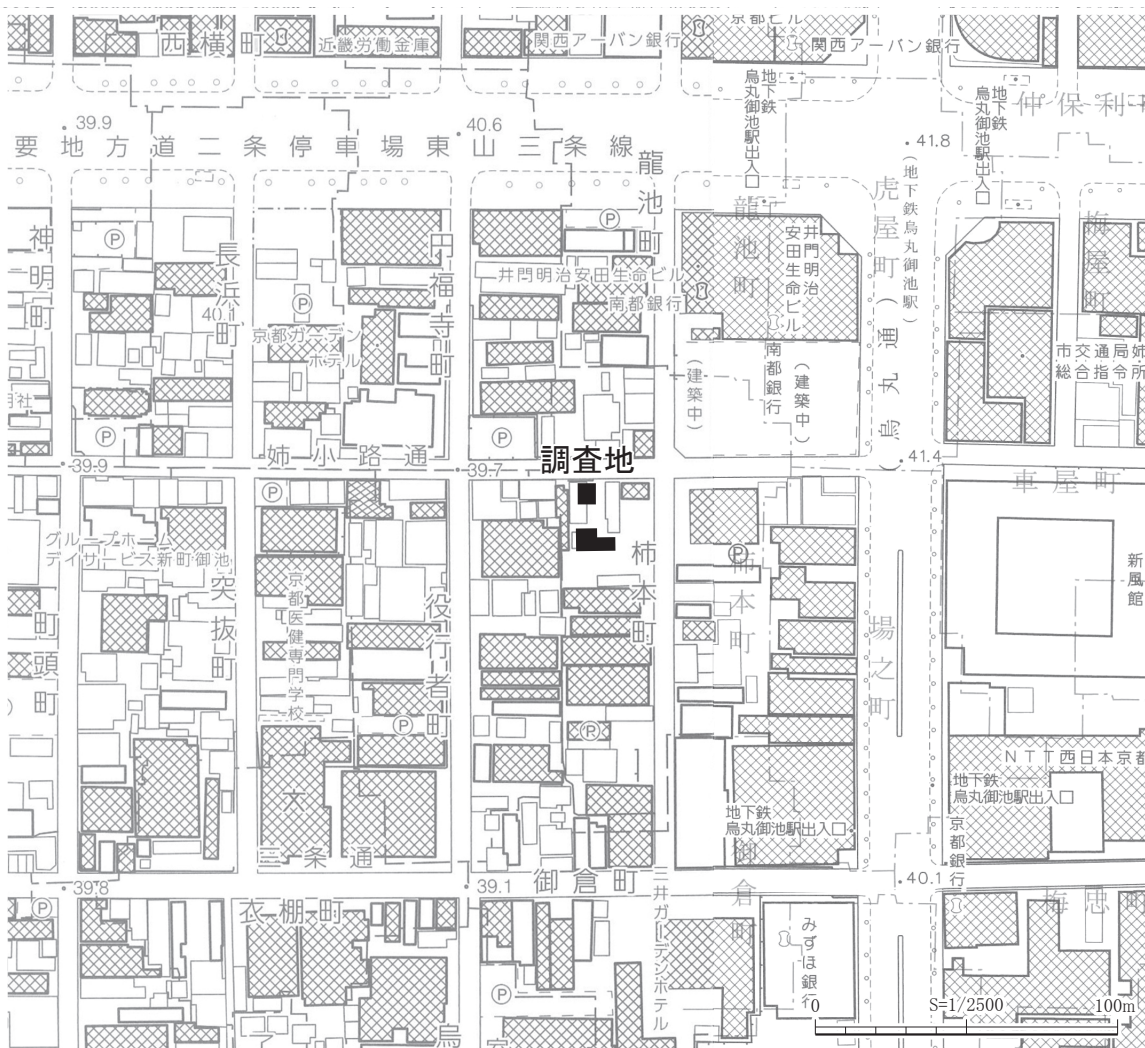 京都ビル
西横町
近畿労働金庫
関西アーバン銀行
関西アーバン銀行
地下鉄
烏丸御池駅出入口
地下鉄
烏丸御池駅出入口
仲保利
39.9
40.6
41.8
要地方道二条停車場東山三条線
龍池町
龍池町
虎屋町
(地下鉄烏丸御池駅)
梅屋町
神明町
長浜町
40.1
円福寺町
P
P
P
井門明治安田生命ビル
南都銀行
井門明治
安田生命ビル
京都ガーデン
ホテル
南都銀行
(建築中)
(建築中)
(烏丸通)
市交通局姉
総合指令所
P
P
姉小路通
調査地
39.9
39.7
41.4
車屋町
P
グループホーム
デイサービス新町御池
突抜町
京都医健専門学校
役行者町
柿本町
P
柿本町
場之町
新風館
町頭町
P
P
文
NTT西日本京都
地下鉄
烏丸御池駅出入口
地下鉄
烏丸御池駅出入口
京都銀行
三条通
39.8
39.1
御倉町
御倉町
40.1
梅忠町
P
衣棚町
三井ガーデンホテル
みずほ銀行
P
烏
室
0
S=1/2500
100m